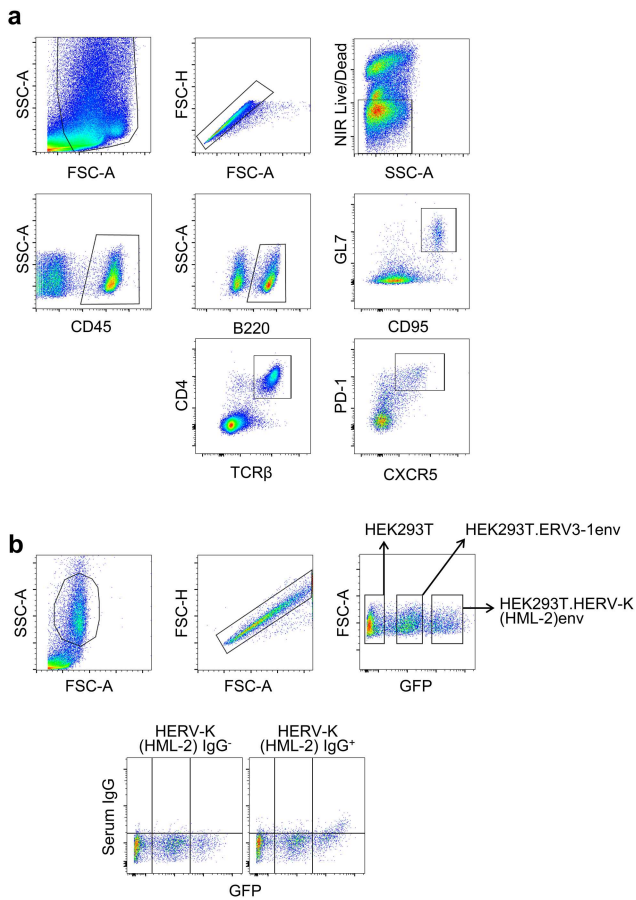 a
SSC-A
FSC-A
FSC-H
FSC-A
NIR Live/Dead
SSC-A
SSC-A
CD45
SSC-A
B220
GL7
CD95
CD4
TCRβ
PD-1
CXCR5
b
SSC-A
FSC-A
FSC-H
FSC-A
HEK293T
HEK293T.ERV3-1env
HEK293T.HERV-K
(HML-2)env
FSC-A
GFP
HERV-K
(HML-2) IgG-
HERV-K
(HML-2) IgG+
Serum IgG
GFP